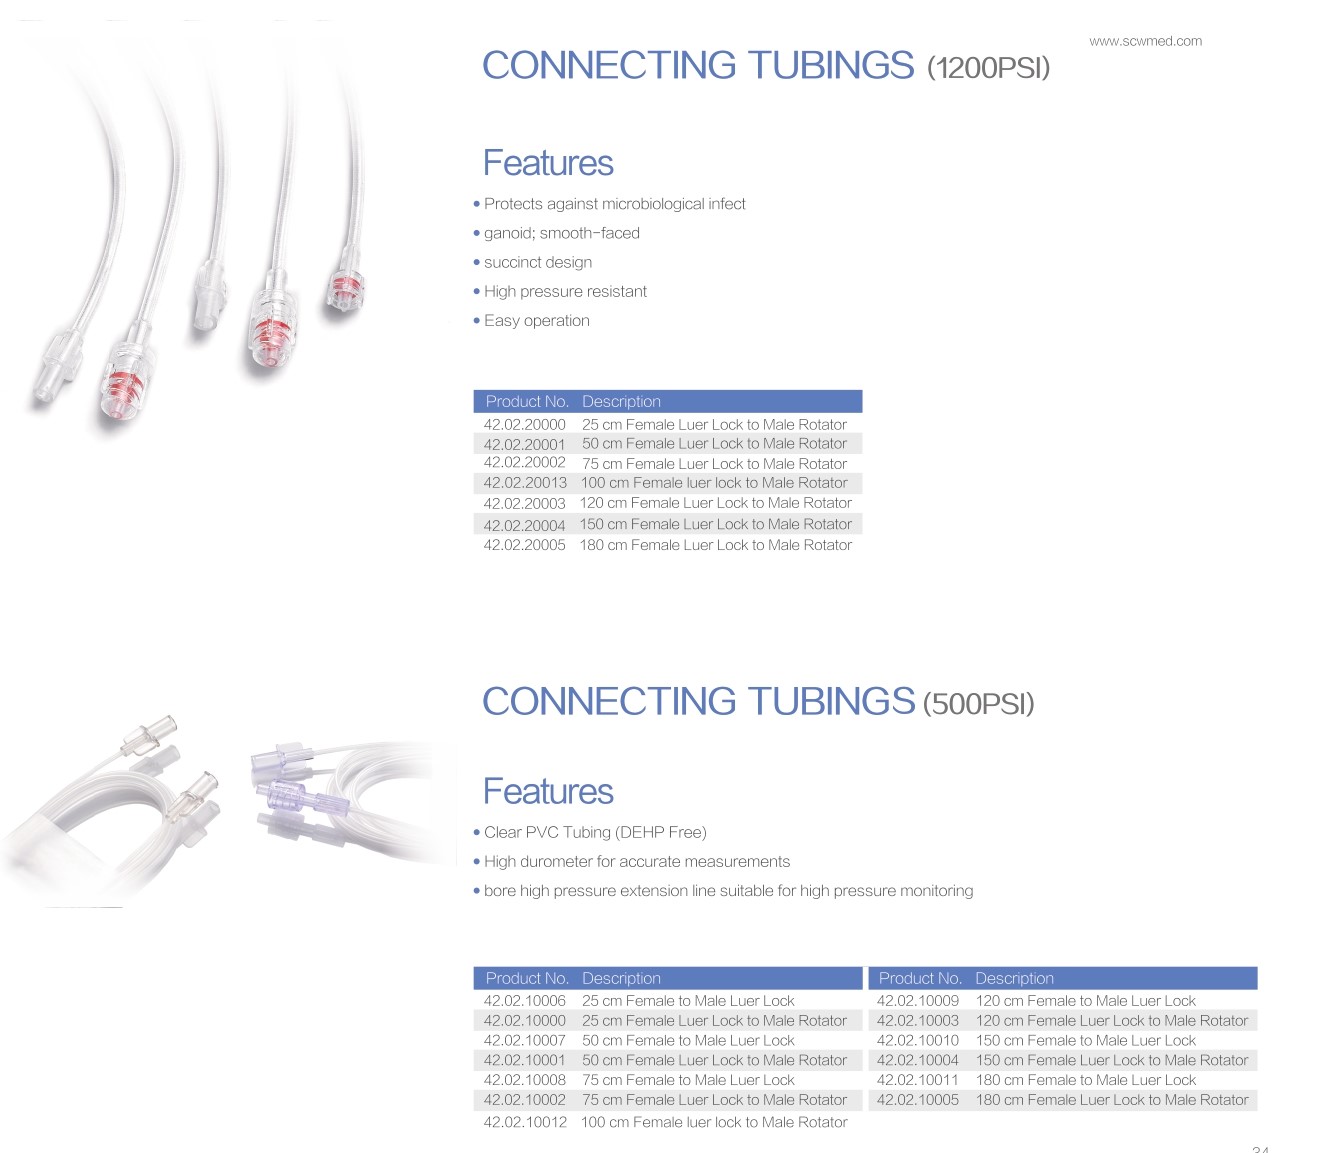 www.scwmed.com
CONNECTING TUBINGS (1200PSI)
Features
• Protects against microbiological infect
• ganoid; smooth-faced
• succinct design
• High pressure resistant
• Easy operation
Product No. Description
42.02.20000 25 cm Female Luer Lock to Male Rotator
42.02.20001 50 cm Female Luer Lock to Male Rotator
42.02.20002 75 cm Female Luer Lock to Male Rotator
42.02.20013 100 cm Female luer lock to Male Rotator
42.02.20003 120 cm Female Luer Lock to Male Rotator
42.02.20004 150 cm Female Luer Lock to Male Rotator
42.02.20005 180 cm Female Luer Lock to Male Rotator
CONNECTING TUBINGS (500PSI)
Features
• Clear PVC Tubing (DEHP Free)
• High durometer for accurate measurements
• bore high pressure extension line suitable for high pressure monitoring
Product No. Description
42.02.10006 25 cm Female to Male Luer Lock
42.02.10000 25 cm Female Luer Lock to Male Rotator
42.02.10007 50 cm Female to Male Luer Lock
42.02.10001 50 cm Female Luer Lock to Male Rotator
42.02.10008 75 cm Female to Male Luer Lock
42.02.10002 75 cm Female Luer Lock to Male Rotator
42.02.10012 100 cm Female luer lock to Male Rotator
Product No. Description
42.02.10009 120 cm Female to Male Luer Lock
42.02.10003 120 cm Female Luer Lock to Male Rotator
42.02.10010 150 cm Female to Male Luer Lock
42.02.10004 150 cm Female Luer Lock to Male Rotator
42.02.10011 180 cm Female to Male Luer Lock
42.02.10005 180 cm Female Luer Lock to Male Rotator